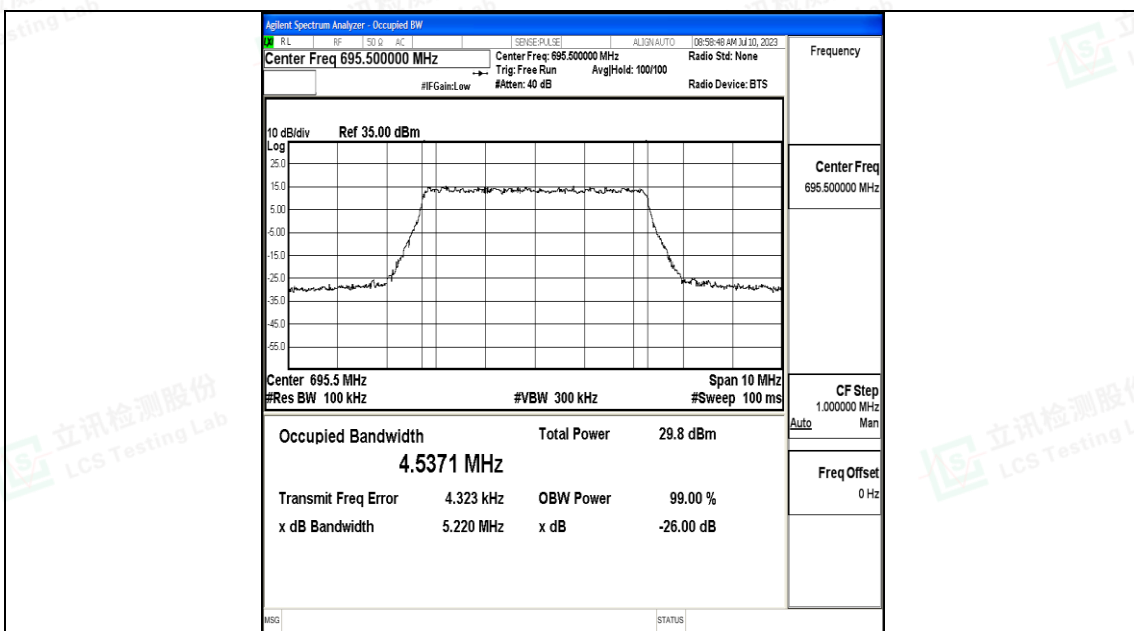 Agilent Spectrum Analyzer - Occupied BW
RL RF 50 Ω AC SENSE:PULSE ALIGN AUTO 08:58:48 AM Jul 10, 2023
Center Freq 695.500000 MHz
Center Freq: 695.500000 MHz
Radio Std: None
Trig: Free Run Avg|Hold: 100/100
#IFGain:Low
#Atten: 40 dB
Radio Device: BTS
Frequency
10 dB/div Ref 35.00 dBm
Log
25.0
15.0
5.00
-5.00
-15.0
-25.0
-35.0
-45.0
-55.0
Center Freq
695.500000 MHz
Center 695.5 MHz Span 10 MHz
#Res BW 100 kHz #VBW 300 kHz #Sweep 100 ms
CF Step
1.000000 MHz
Auto Man
Occupied Bandwidth Total Power 29.8 dBm
4.5371 MHz
Freq Offset
0 Hz
Transmit Freq Error 4.323 kHz OBW Power 99.00 %
x dB Bandwidth 5.220 MHz x dB -26.00 dB
MSG STATUS
立讯检测股份
LCS Testing Lab
立讯检测股份